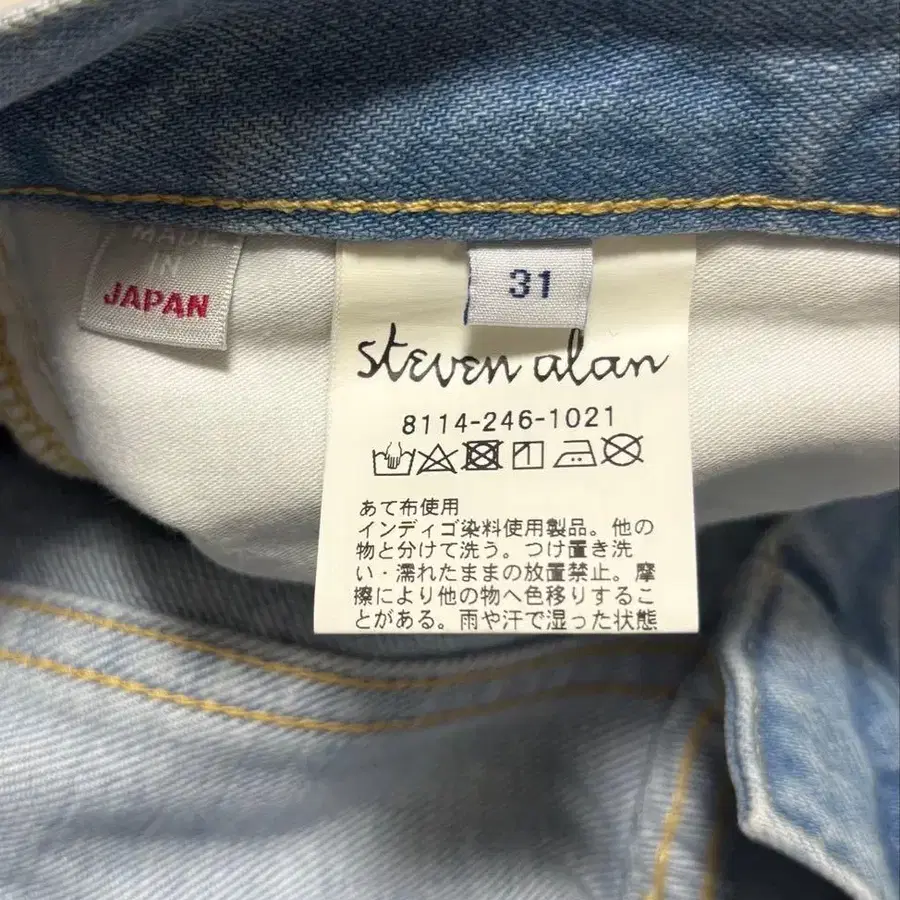 MADE
IN
JAPAN
31
steven alan
8114-246-1021
あて布使用
インディゴ染料使用製品。他の
物と分けて洗う。つけ置き洗
い・濡れたままの放置禁止。摩
擦により他の物へ色移りするこ
とがある。雨や汗で湿った状態